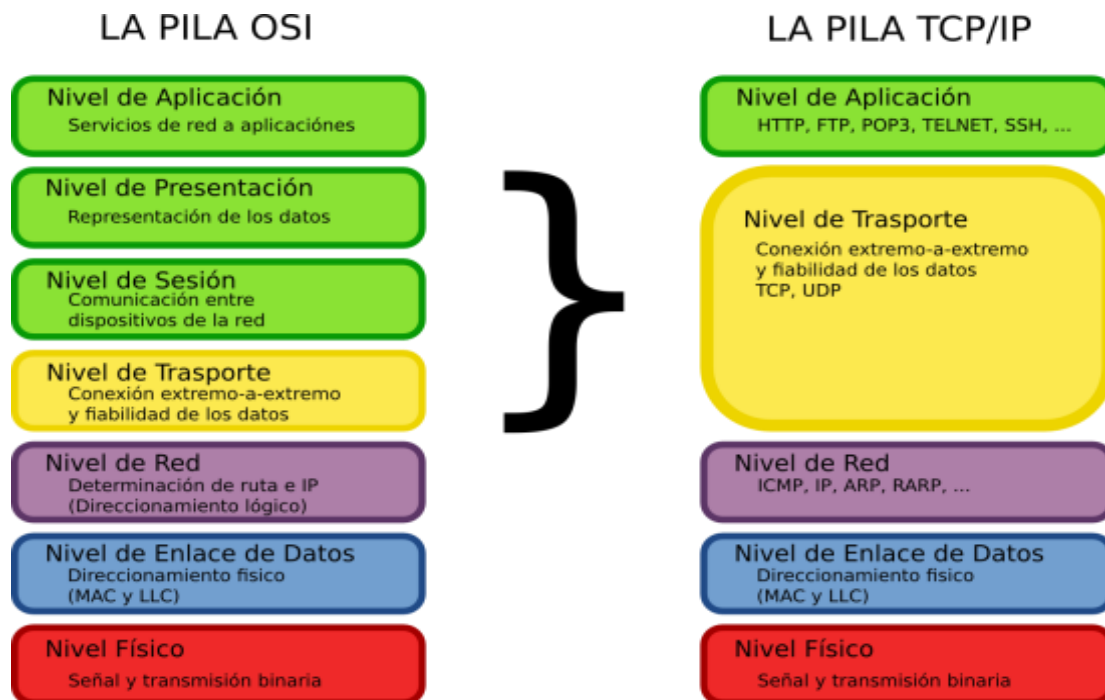 LA PILA OSI
Nivel de Aplicación
Servicios de red a aplicaciónes
Nivel de Presentación
Representación de los datos
Nivel de Sesión
Comunicación entre
dispositivos de la red
Nivel de Trasporte
Conexión extremo-a-extremo
y fiabilidad de los datos
Nivel de Red
Determinación de ruta e IP
(Direccionamiento lógico)
Nivel de Enlace de Datos
Direccionamiento fisico
(MAC y LLC)
Nivel Físico
Señal y transmisión binaria
LA PILA TCP/IP
Nivel de Aplicación
HTTP, FTP, POP3, TELNET, SSH, ...
Nivel de Trasporte
Conexión extremo-a-extremo
y fiabilidad de los datos
TCP, UDP
Nivel de Red
ICMP, IP, ARP, RARP, ...
Nivel de Enlace de Datos
Direccionamiento fisico
(MAC y LLC)
Nivel Físico
Señal y transmisión binaria